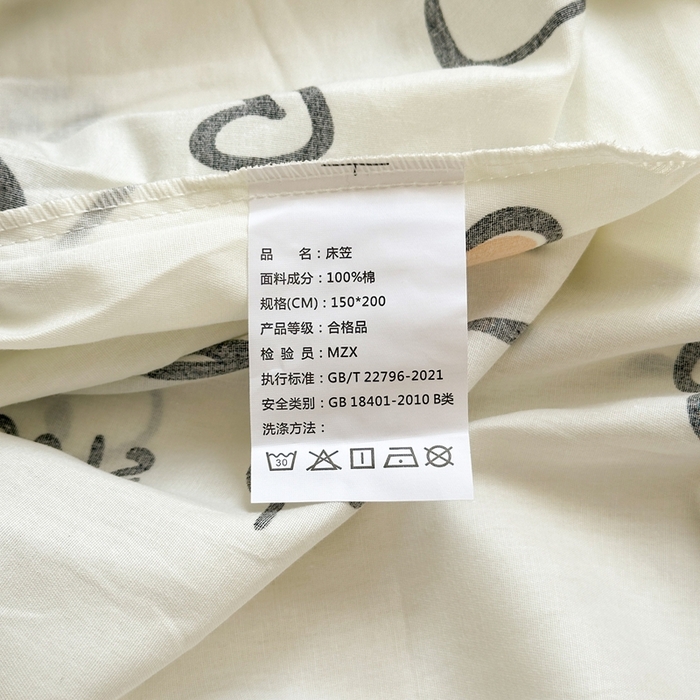 品 名：床笠
面料成分：100%棉
规格(CM)：150*200
产品等级：合格品
检 验 员：MZX
执行标准：GB/T 22796-2021
安全类别：GB 18401-2010 B类
洗涤方法：
30